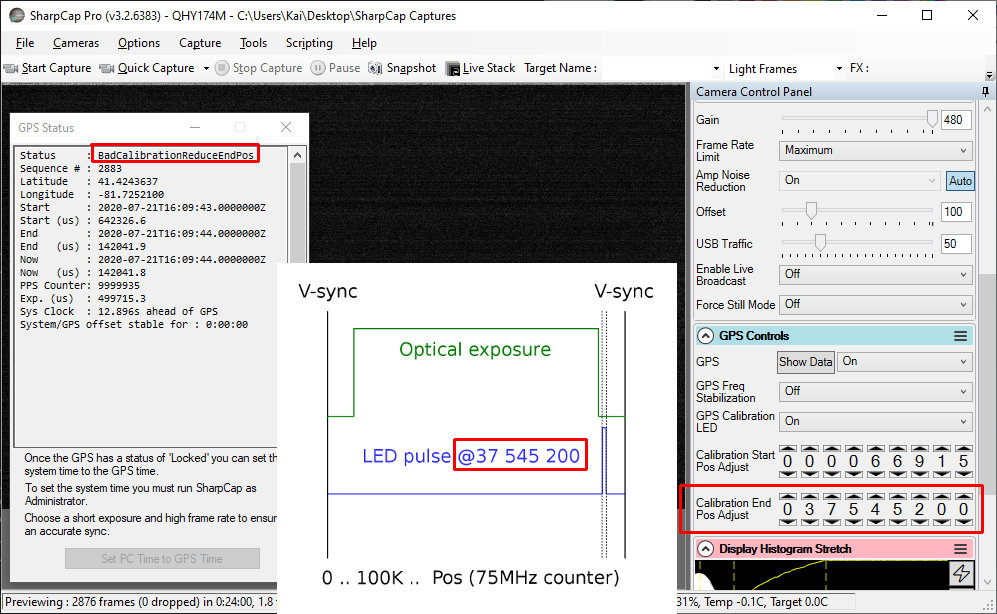 SharpCap Pro (v3.2.6383) - QHY174M - C:\Users\Kai\Desktop\SharpCap Captures
File Cameras Options Capture Tools Scripting Help
Start Capture Quick Capture Stop Capture Pause Snapshot Live Stack Target Name : Light Frames FX :
GPS Status
Status : BadCalibrationReduceEndPos
Sequence # : 2883
Latitude : 41.4243637
Longitude : -81.7252100
Start : 2020-07-21T16:09:43.0000000Z
Start (us) : 642326.6
End : 2020-07-21T16:09:44.0000000Z
End (us) : 142041.9
Now : 2020-07-21T16:09:44.0000000Z
Now (us) : 142041.8
PPS Counter: 9999935
Exp. (us) : 499715.3
Sys Clock : 12.896s ahead of GPS
System/GPS offset stable for : 0:00:00
Once the GPS has a status of 'Locked' you can set th
system time to the GPS time.
To set the system time you must run SharpCap as
Administrator.
Choose a short exposure and high frame rate to ensur
an accurate sync.
Set PC Time to GPS Time
V-sync V-sync
Optical exposure
LED pulse @37 545 200
0 .. 100K .. Pos (75MHz counter)
Camera Control Panel
Gain 480
Frame Rate
Limit Maximum
Amp Noise
Reduction On Auto
Offset 100
USB Traffic 50
Enable Live
Broadcast Off
Force Still Mode Off
GPS Controls
GPS Show Data On
GPS Freq
Stabilization Off
GPS Calibration
LED On
Calibration Start
Pos Adjust 0 0 0 6 6 9 1 5
Calibration End
Pos Adjust 0 3 7 5 4 5 2 0 0
Display Histogram Stretch
Previewing : 2876 frames (0 dropped) in 0:24:00, 1.8 31%, Temp -0.1C, Target 0.0C